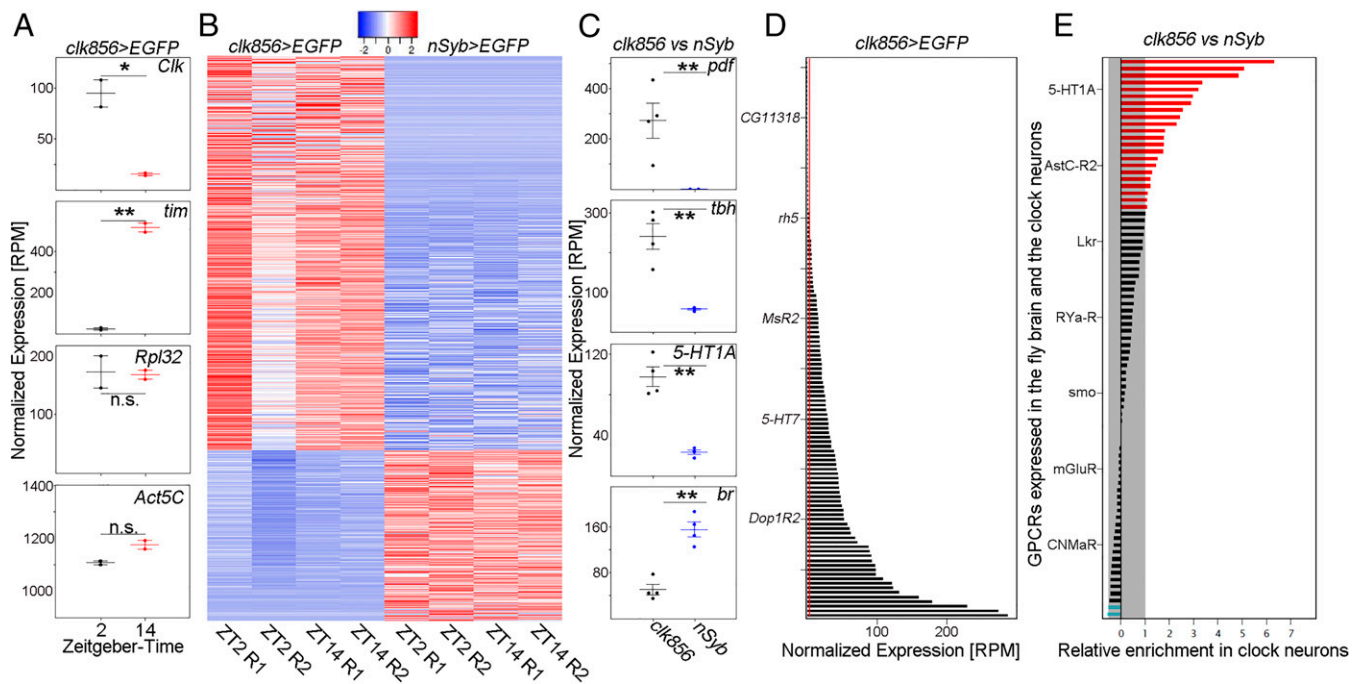 A
clk856>EGFP
Normalized Expression [RPM]
Clk
*
100
50
tim
**
400
200
Rpl32
200
100
n.s.
Act5C
n.s.
1400
1200
1000
2 14
Zeitgeber-Time
B
-2 0 2
clk856>EGFP nSyb>EGFP
ZT2 R1
ZT2 R2
ZT14 R1
ZT14 R2
ZT2 R1
ZT2 R2
ZT14 R1
ZT14 R2
C
clk856 vs nSyb
Normalized Expression [RPM]
pdf
**
400
200
tbh
**
300
100
5-HT1A
**
120
40
br
**
160
80
clk856
nSyb
D
clk856>EGFP
CG11318
rh5
MsR2
5-HT7
Dop1R2
100 200
Normalized Expression [RPM]
E
clk856 vs nSyb
GPCRs expressed in the fly brain and the clock neurons
5-HT1A
AstC-R2
Lkr
RYa-R
smo
mGluR
CNMaR
0 1 2 3 4 5 6 7
Relative enrichment in clock neurons